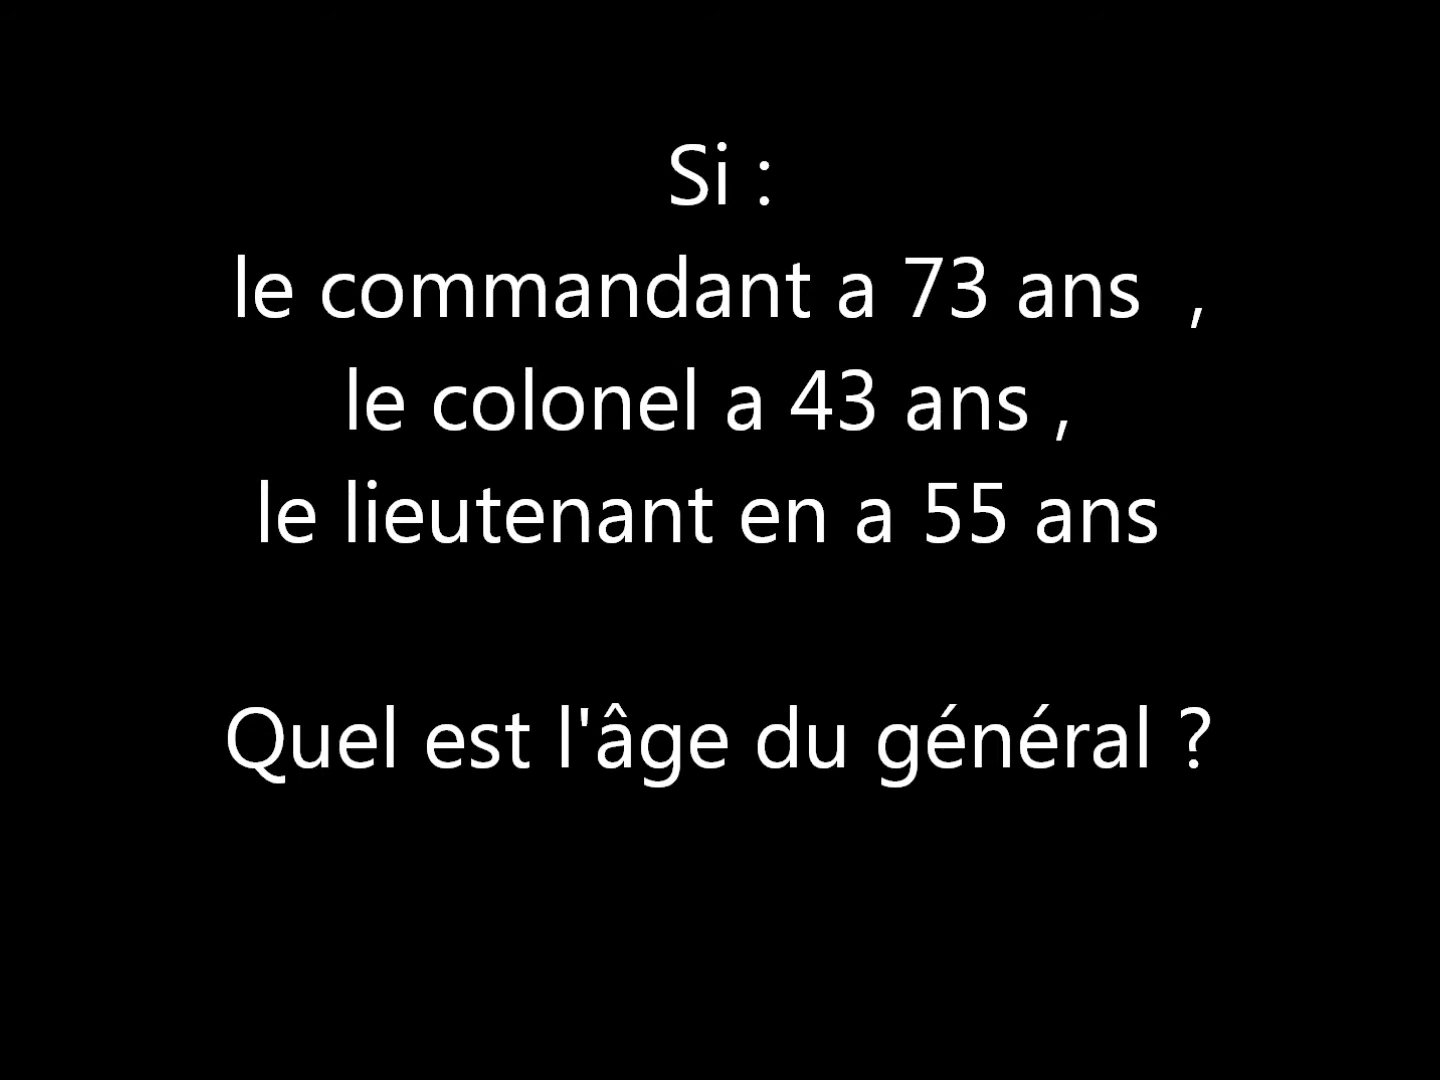 Si :
le commandant a 73 ans  ,
le colonel a 43 ans ,
le lieutenant en a 55 ans
Quel est l'âge du général ?